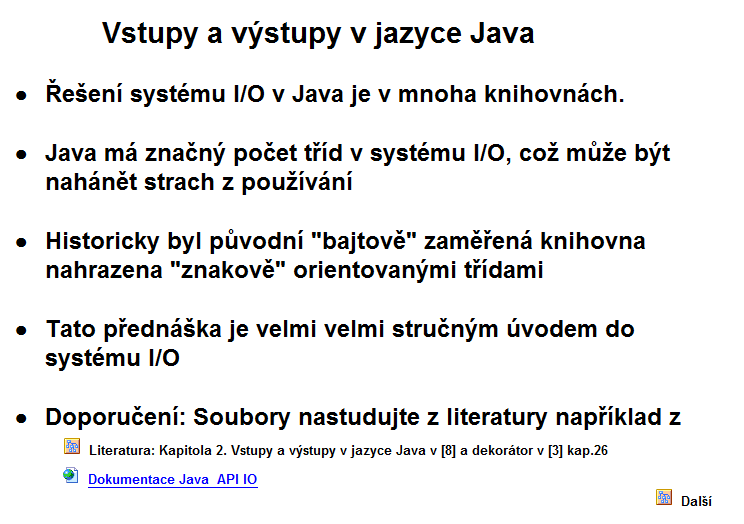 Vstupy a výstupy v jazyce Java
● Řešení systému I/O v Java je v mnoha knihovnách.
● Java má značný počet tříd v systému I/O, což může být
nahánět strach z používání
● Historicky byl původní "bajtově" zaměřená knihovna
nahrazena "znakově" orientovanými třídami
● Tato přednáška je velmi velmi stručným úvodem do
systému I/O
● Doporučení: Soubory nastudujte z literatury například z
Literatura: Kapitola 2. Vstupy a výstupy v jazyce Java v [8] a dekorátor v [3] kap.26
Dokumentace Java API IO
Další